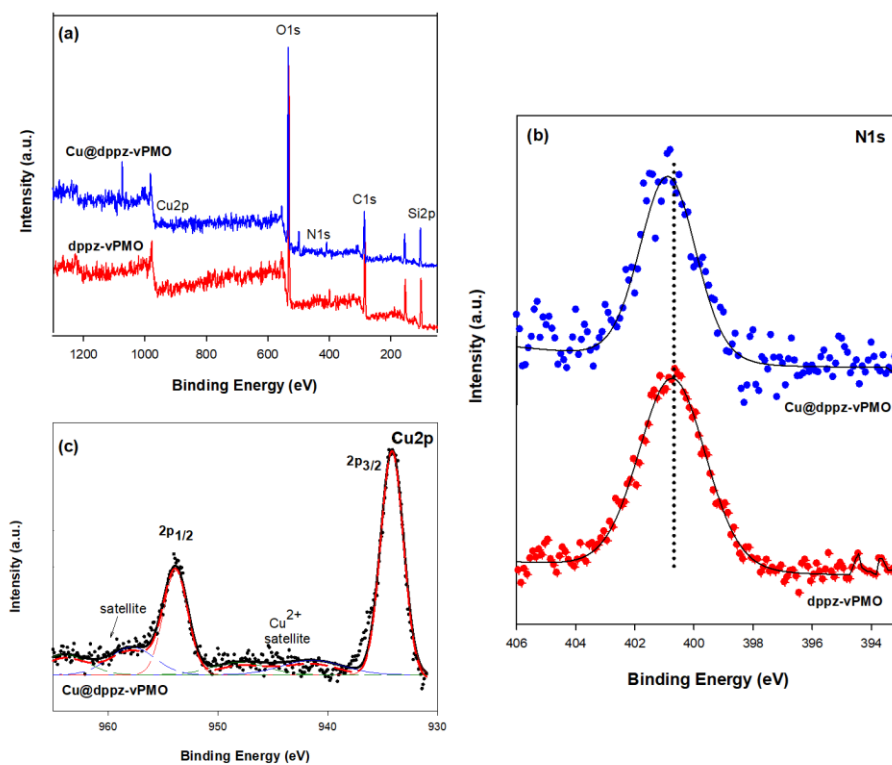 (a)
O1s
Cu@dppz-vPMO
Cu2p
C1s
N1s
Si2p
dppz-vPMO
Intensity (a.u.)
1200 1000 800 600 400 200
Binding Energy (eV)
(b)
N1s
Intensity (a.u.)
Cu@dppz-vPMO
dppz-vPMO
406 404 402 400 398 396 394
Binding Energy (eV)
(c)
Cu2p
2p3/2
2p1/2
satellite
Cu2+
satellite
Cu@dppz-vPMO
Intensity (a.u.)
960 950 940 930
Binding Energy (eV)